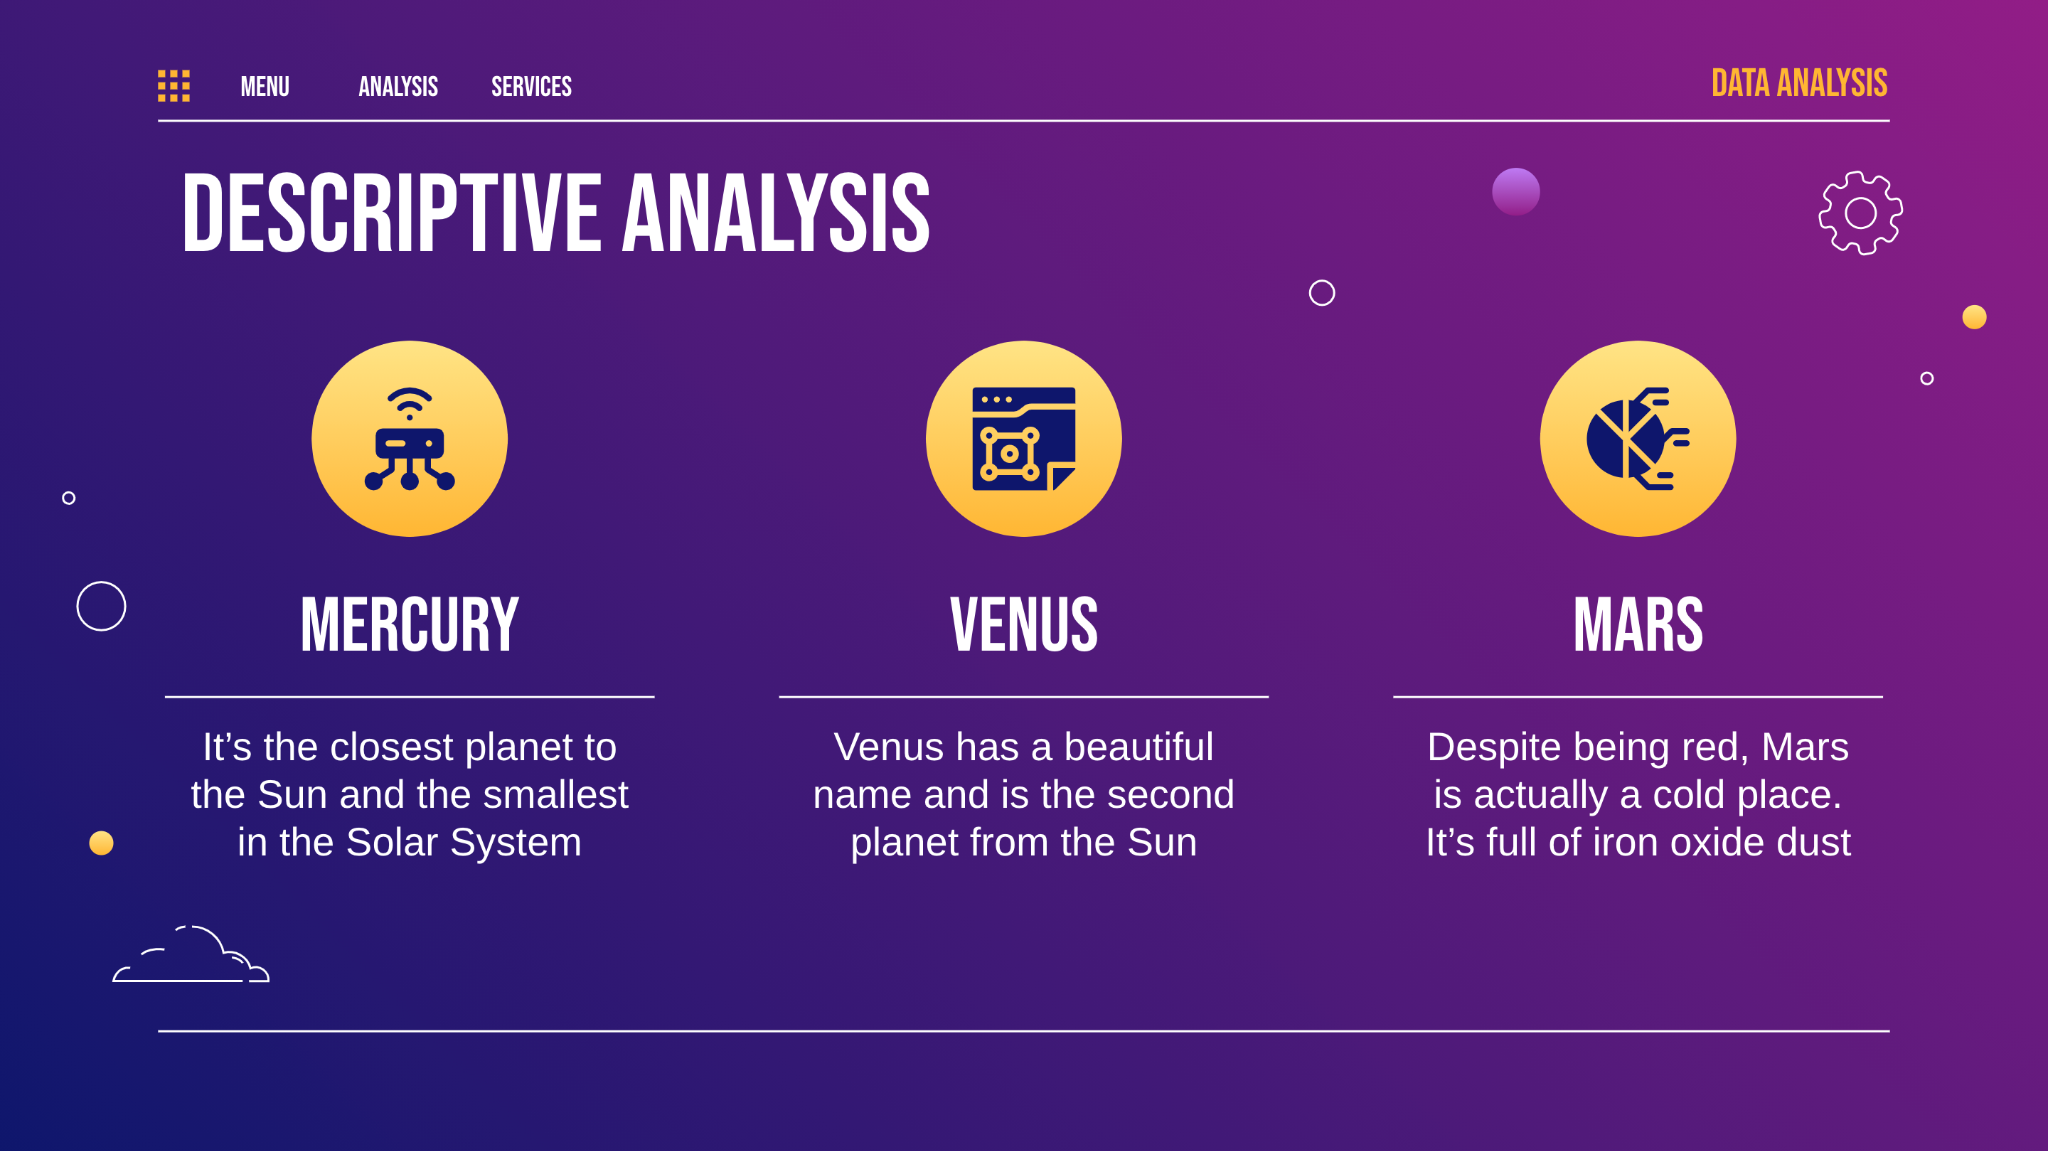 MENU ANALYSIS SERVICES DATA ANALYSIS
DESCRIPTIVE ANALYSIS
MERCURY
It’s the closest planet to
the Sun and the smallest
in the Solar System
VENUS
Venus has a beautiful
name and is the second
planet from the Sun
MARS
Despite being red, Mars
is actually a cold place.
It’s full of iron oxide dust